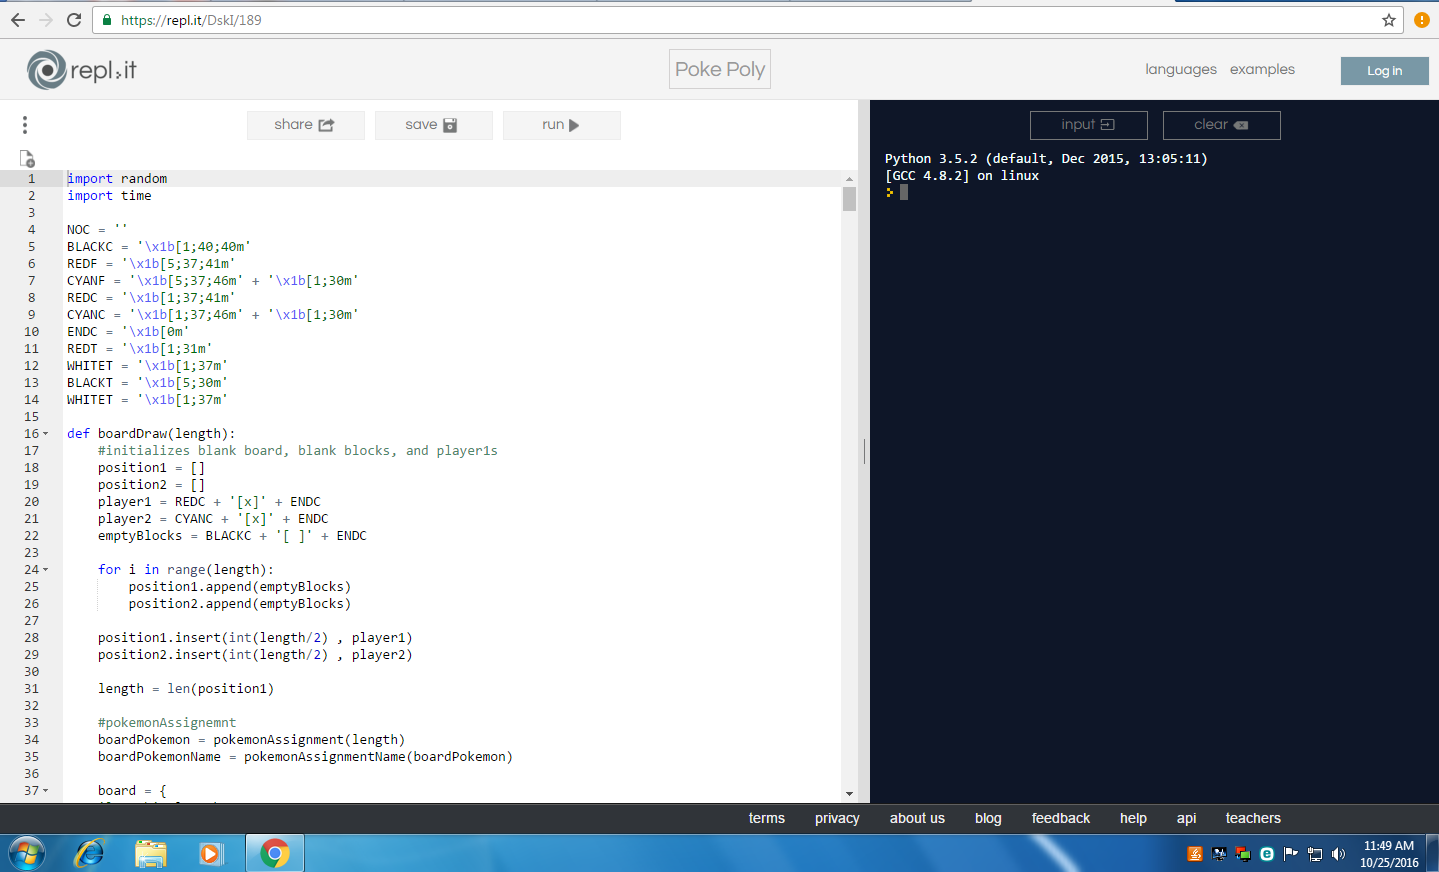 https://repl.it/DskI/189
repl.it
Poke Poly
languages examples
Log in
share save run
input clear
Python 3.5.2 (default, Dec 2015, 13:05:11)
[GCC 4.8.2] on linux
1 import random
2 import time
3
4 NOC = ''
5 BLACKC = '\x1b[1;40;40m'
6 REDF = '\x1b[5;37;41m'
7 CYANF = '\x1b[5;37;46m' + '\x1b[1;30m'
8 REDC = '\x1b[1;37;41m'
9 CYANC = '\x1b[1;37;46m' + '\x1b[1;30m'
10 ENDC = '\x1b[0m'
11 REDT = '\x1b[1;31m'
12 WHITET = '\x1b[1;37m'
13 BLACKT = '\x1b[5;30m'
14 WHITET = '\x1b[1;37m'
15
16 def boardDraw(length):
17 #initializes blank board, blank blocks, and player1s
18 position1 = []
19 position2 = []
20 player1 = REDC + '[x]' + ENDC
21 player2 = CYANC + '[x]' + ENDC
22 emptyBlocks = BLACKC + '[ ]' + ENDC
23
24 for i in range(length):
25 position1.append(emptyBlocks)
26 position2.append(emptyBlocks)
27
28 position1.insert(int(length/2) , player1)
29 position2.insert(int(length/2) , player2)
30
31 length = len(position1)
32
33 #pokemonAssignemnt
34 boardPokemon = pokemonAssignment(length)
35 boardPokemonName = pokemonAssignmentName(boardPokemon)
36
37 board = {
terms privacy about us blog feedback help api teachers
11:49 AM
10/25/2016